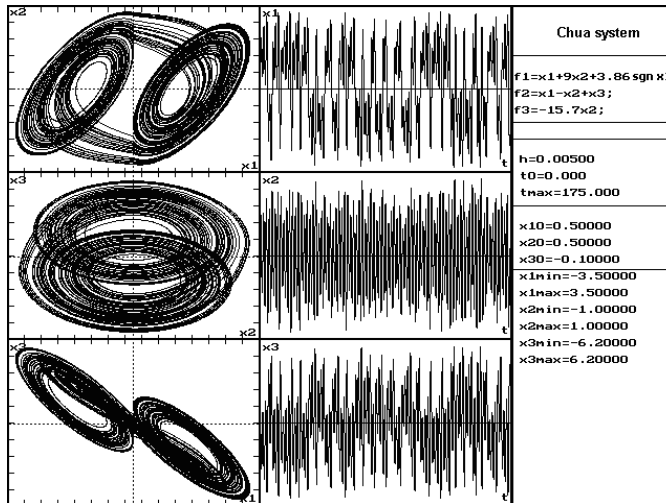 x2
x1
x1
t
Chua system
f1=x1+9x2+3.86 sgn x
f2=x1-x2+x3;
f3=-15.7x2;
h=0.00500
t0=0.000
tmax=175.000
x3
x2
x2
t
x10=0.50000
x20=0.50000
x30=-0.10000
x1min=-3.50000
x1max=3.50000
x2min=-1.00000
x2max=1.00000
x3min=-6.20000
x3max=6.20000
x3
x1
x3
t